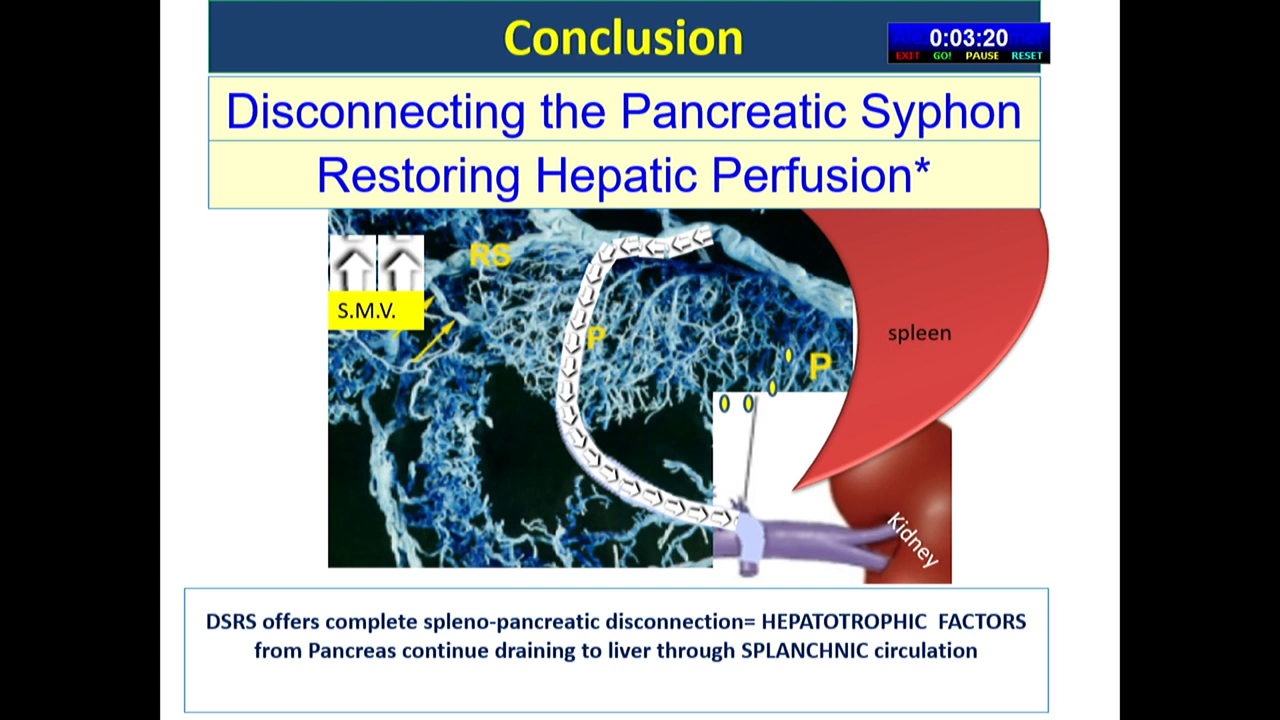 Conclusion
0:03:20
EXIT GO! PAUSE RESET
Disconnecting the Pancreatic Syphon
Restoring Hepatic Perfusion*
RS
S.M.V.
P
P
spleen
Kidney
DSRS offers complete spleno-pancreatic disconnection= HEPATOTROPHIC FACTORS
from Pancreas continue draining to liver through SPLANCHNIC circulation